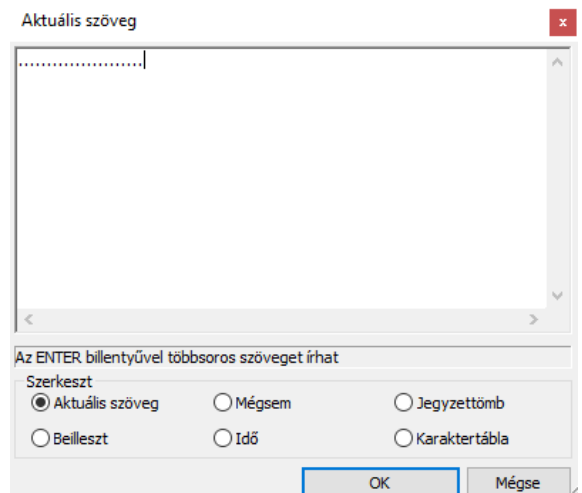 Aktuális szöveg
x
......................
Az ENTER billentyűvel többsoros szöveget írhat
Szerkeszt
Aktuális szöveg Mégsem Jegyzettömb
Beilleszt Idő Karaktertábla
OK Mégse